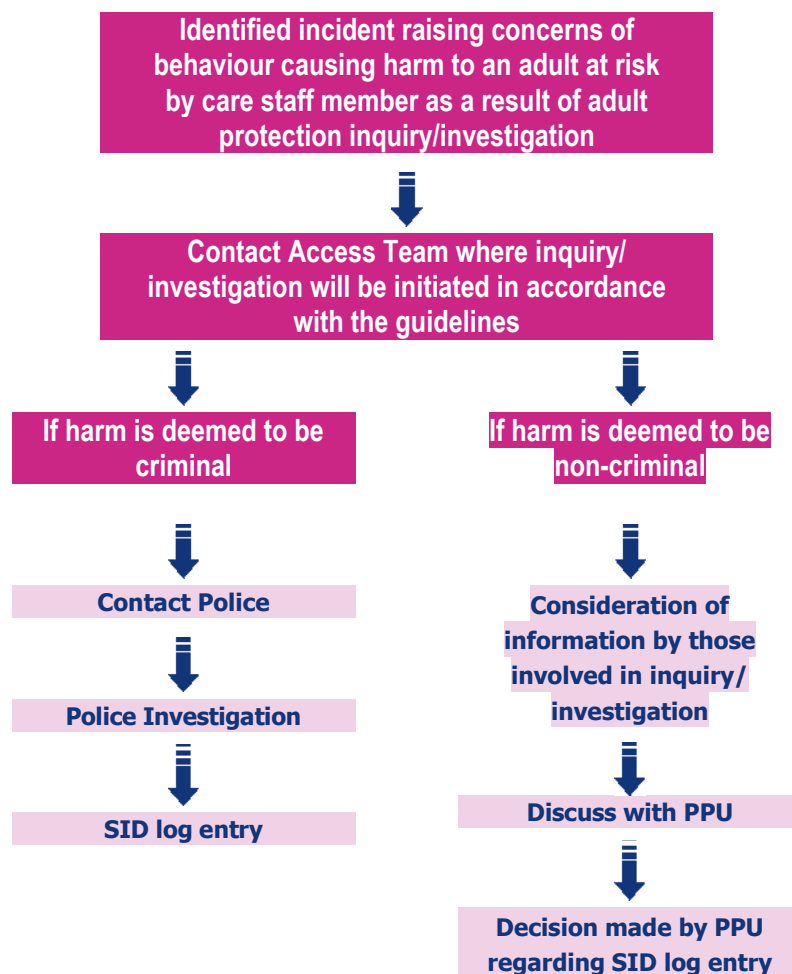 Identified incident raising concerns of
behaviour causing harm to an adult at risk
by care staff member as a result of adult
protection inquiry/investigation
Contact Access Team where inquiry/
investigation will be initiated in accordance
with the guidelines
If harm is deemed to be
criminal
If harm is deemed to be
non-criminal
Contact Police
Police Investigation
SID log entry
Consideration of
information by those
involved in inquiry/
investigation
Discuss with PPU
Decision made by PPU
regarding SID log entry